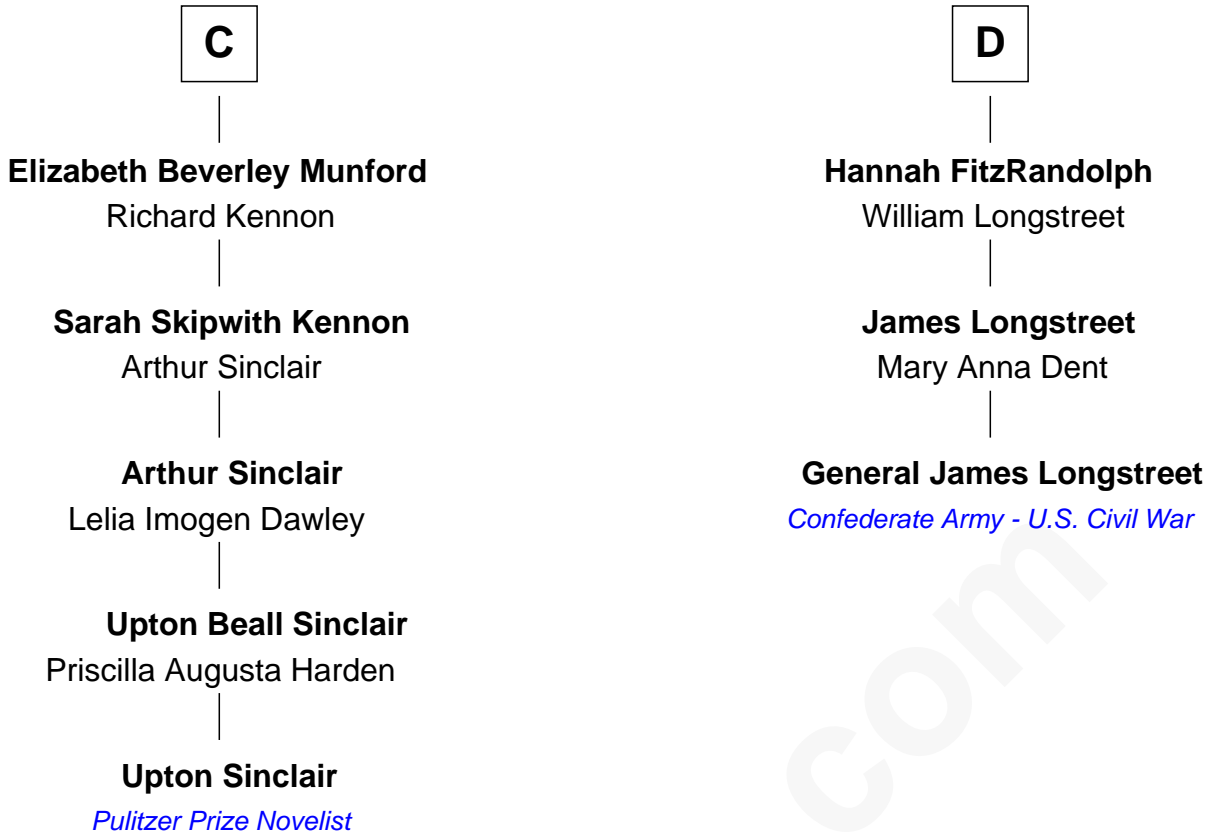 C
Elizabeth Beverley Munford
Richard Kennon
Sarah Skipwith Kennon
Arthur Sinclair
Arthur Sinclair
Lelia Imogen Dawley
Upton Beall Sinclair
Priscilla Augusta Harden
Upton Sinclair
Pulitzer Prize Novelist
D
Hannah FitzRandolph
William Longstreet
James Longstreet
Mary Anna Dent
General James Longstreet
Confederate Army - U.S. Civil War
com